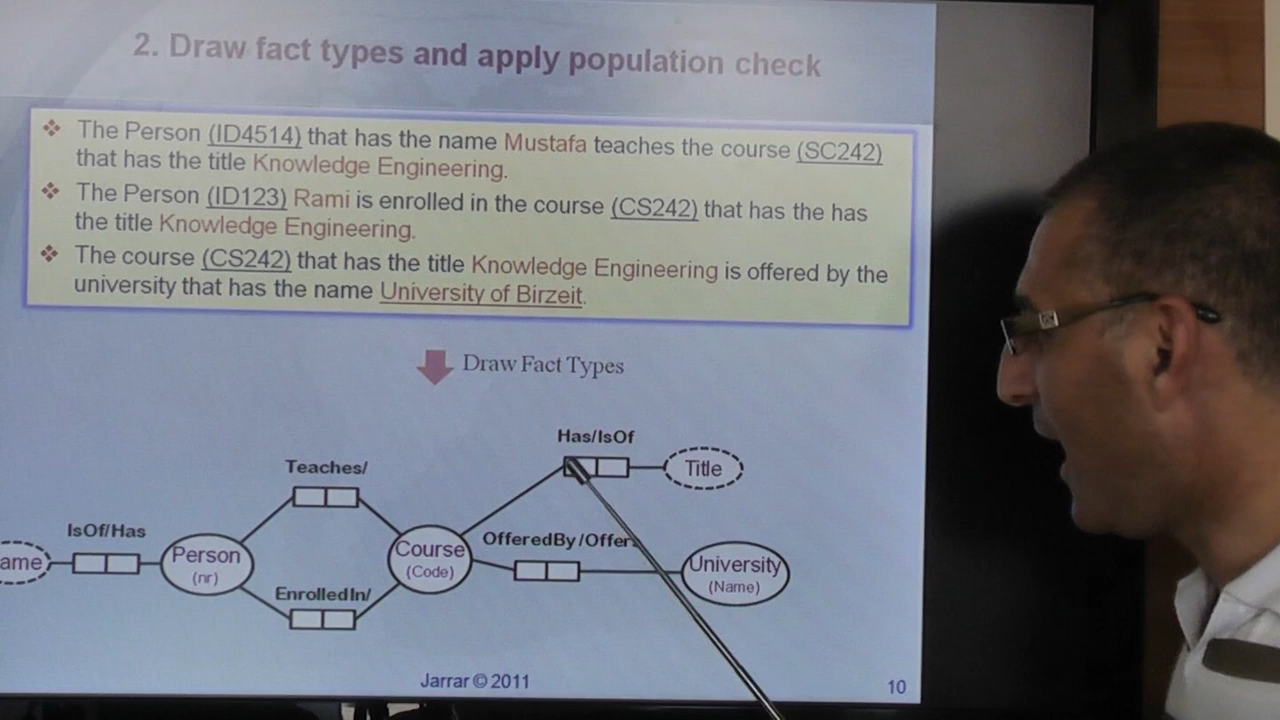 2. Draw fact types and apply population check
❖ The Person (ID4514) that has the name Mustafa teaches the course (SC242)
that has the title Knowledge Engineering.
❖ The Person (ID123) Rami is enrolled in the course (CS242) that has the has
the title Knowledge Engineering.
❖ The course (CS242) that has the title Knowledge Engineering is offered by the
university that has the name University of Birzeit.
Draw Fact Types
Has/IsOf
Title
Teaches/
IsOf/Has
ame
Person
(nr)
Course
(Code)
OfferedBy/Offer
University
(Name)
EnrolledIn/
Jarrar © 2011
10